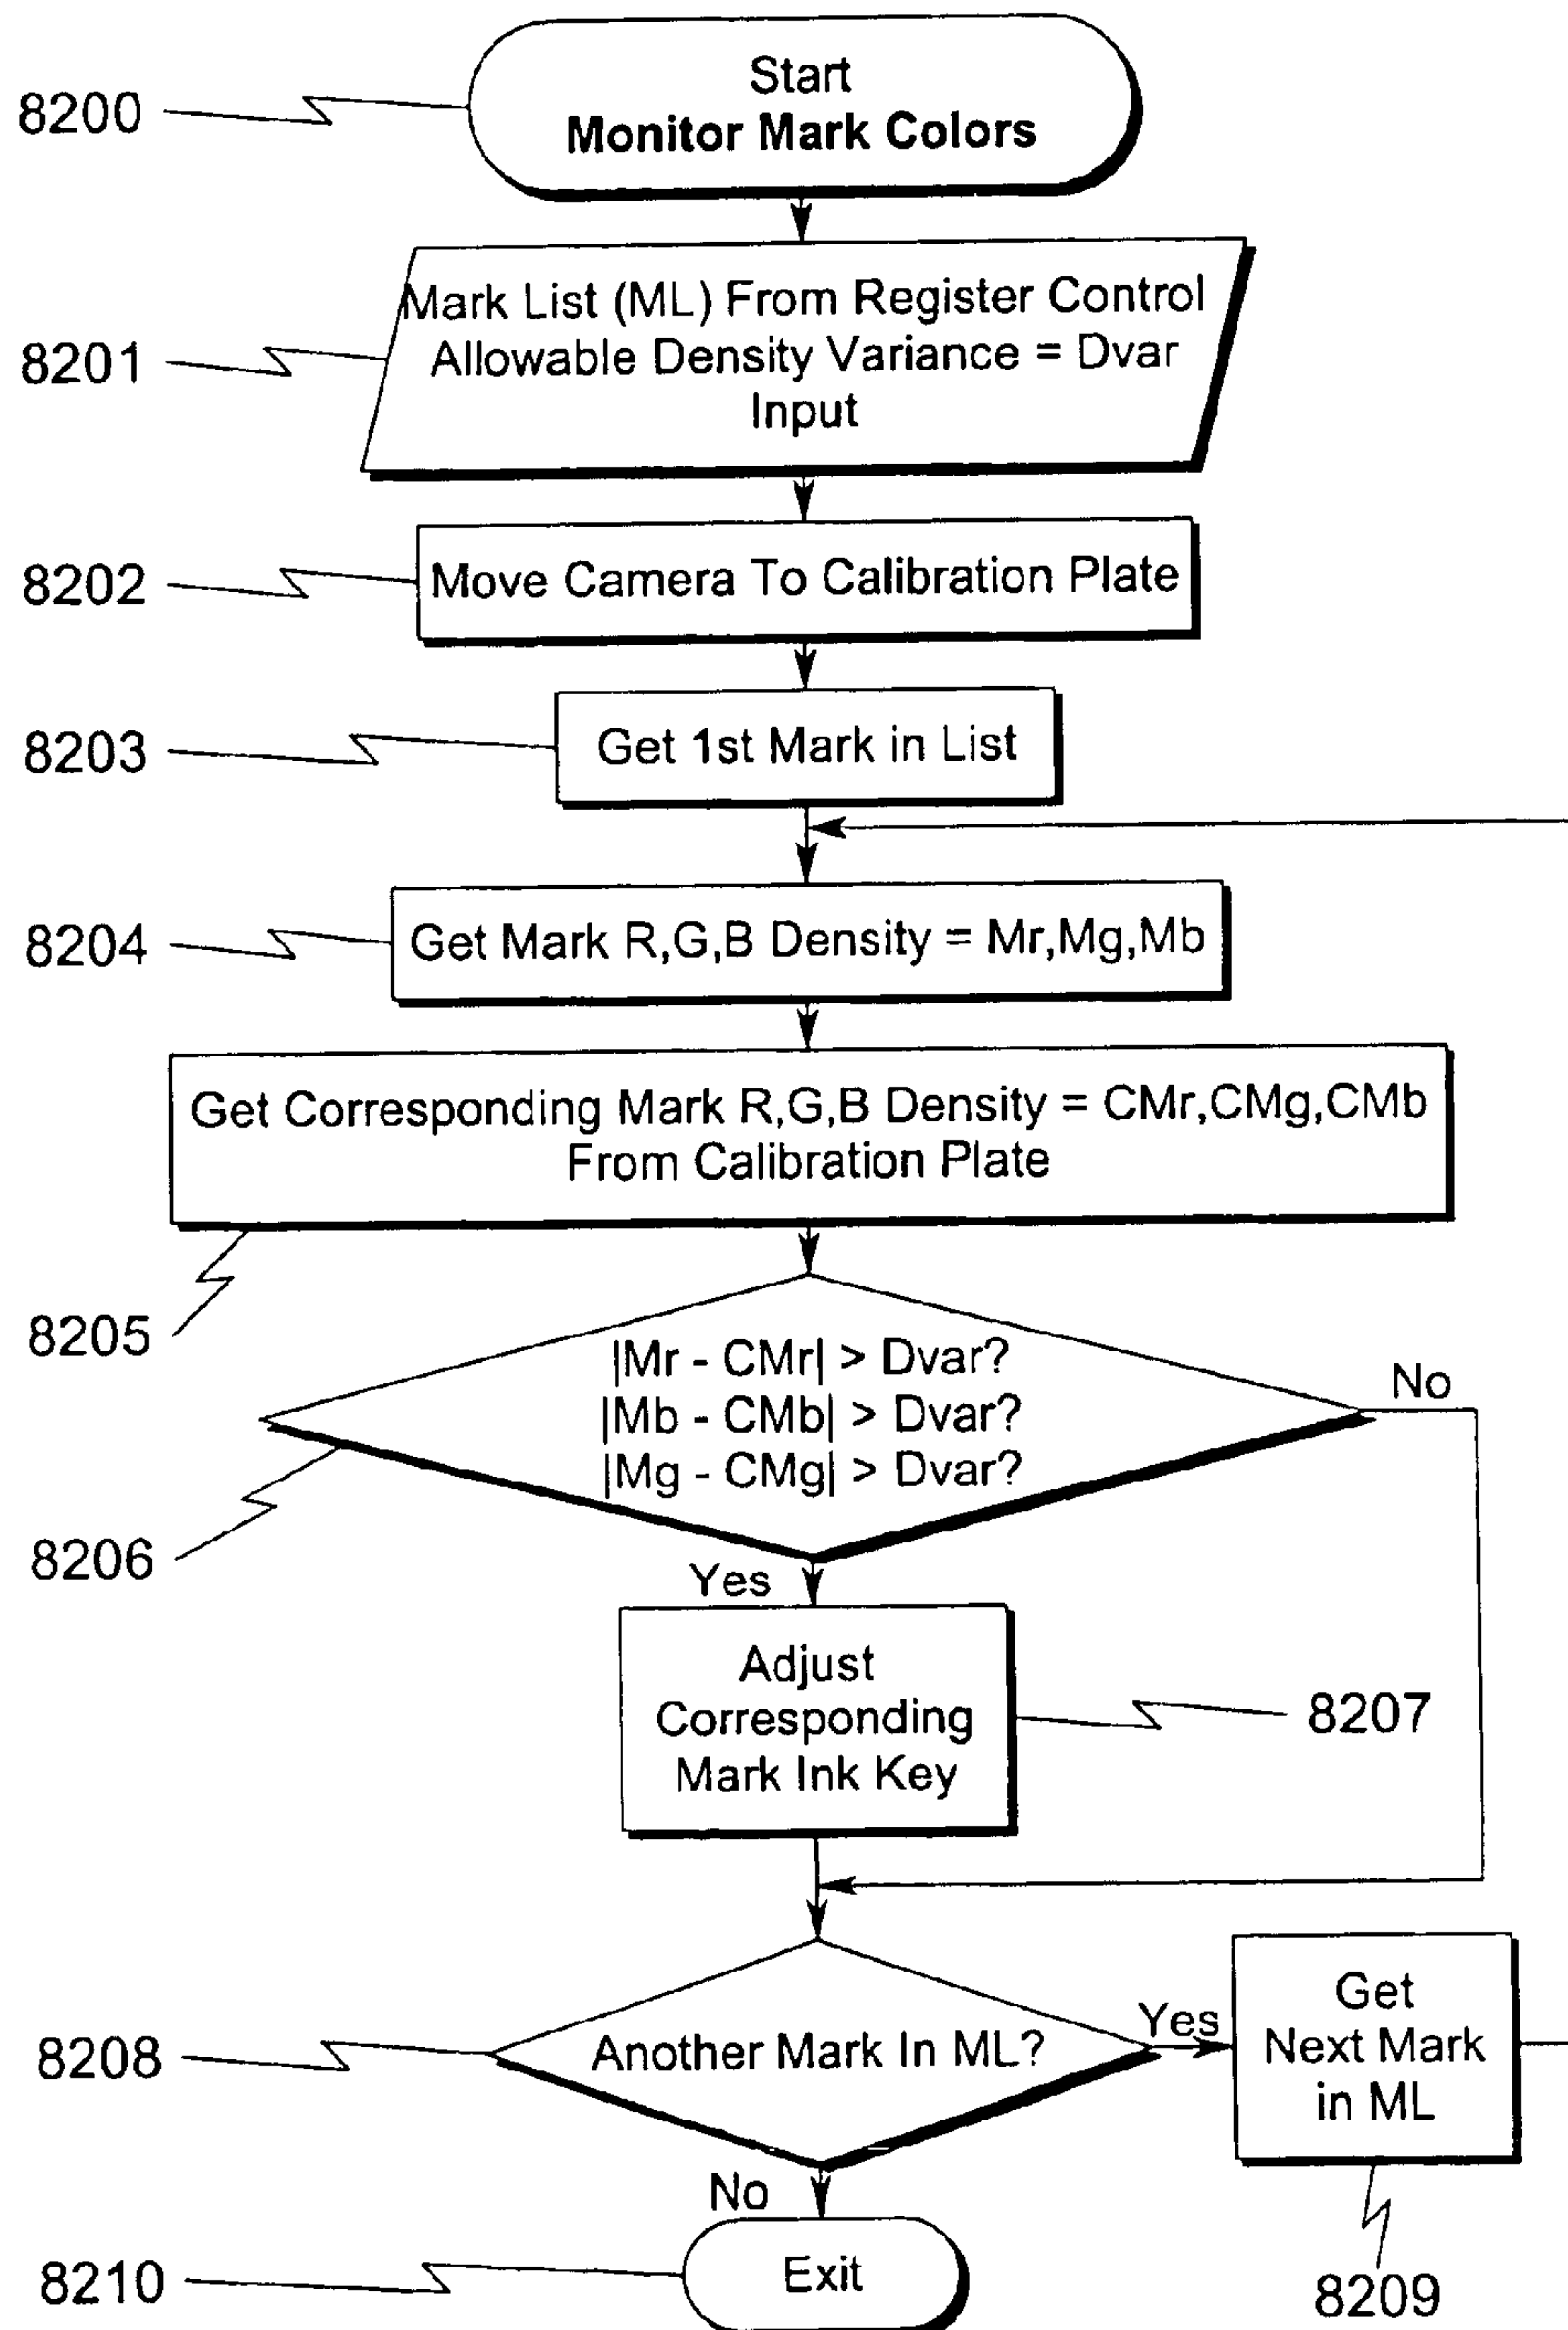 Start
8200
Monitor Mark Colors
Mark List (ML) From Register Control
8201
Allowable Density Variance = Dvar
Input
8202
Move Camera To Calibration Plate
8203
Get 1st Mark in List
8204
Get Mark R,G,B Density = Mr,Mg,Mb
Get Corresponding Mark R,G,B Density = CMr,CMg,CMb
From Calibration Plate
8205
|Mr - CMr| > Dvar?
No
|Mb - CMb| > Dvar?
|Mg - CMg| > Dvar?
8206
Yes
Adjust
Corresponding
8207
Mark Ink Key
8208
Another Mark In ML?
Yes
Get
Next Mark
in ML
No
8210
Exit
8209